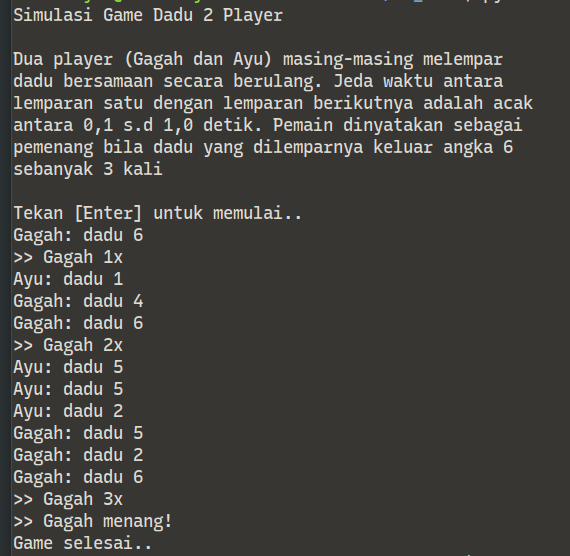 Simulasi Game Dadu 2 Player
Dua player (Gagah dan Ayu) masing-masing melempar
dadu bersamaan secara berulang. Jeda waktu antara
lemparan satu dengan lemparan berikutnya adalah acak
antara 0,1 s.d 1,0 detik. Pemain dinyatakan sebagai
pemenang bila dadu yang dilemparnya keluar angka 6
sebanyak 3 kali
Tekan [Enter] untuk memulai..
Gagah: dadu 6
>> Gagah 1x
Ayu: dadu 1
Gagah: dadu 4
Gagah: dadu 6
>> Gagah 2x
Ayu: dadu 5
Ayu: dadu 5
Ayu: dadu 2
Gagah: dadu 5
Gagah: dadu 2
Gagah: dadu 6
>> Gagah 3x
>> Gagah menang!
Game selesai..